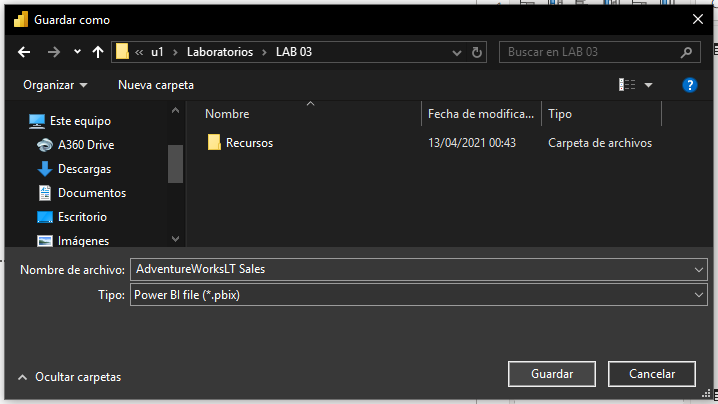 Guardar como
u1 > Laboratorios > LAB 03
Buscar en LAB 03
Organizar
Nueva carpeta
Este equipo
A360 Drive
Descargas
Documentos
Escritorio
Imágenes
Nombre Fecha de modifica... Tipo
Recursos 13/04/2021 00:43 Carpeta de archivos
Nombre de archivo: AdventureWorksLT Sales
Tipo: Power BI file (*.pbix)
Ocultar carpetas
Guardar
Cancelar